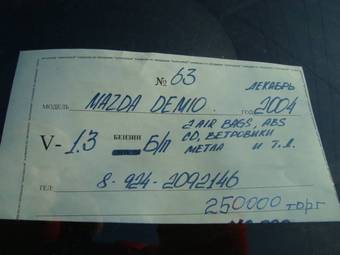 № 63
ДЕКАБРЬ
МОДЕЛЬ MAZDA DEMIO. ГОД 2004
2 AIR BAGS, ABS
V- 1.3 БЕНЗИН Б/п CD, ВЕТРОВИКИ
МЕТЛА И Т.Д.
ТЕЛ: 8-924-2092146
250000 торг